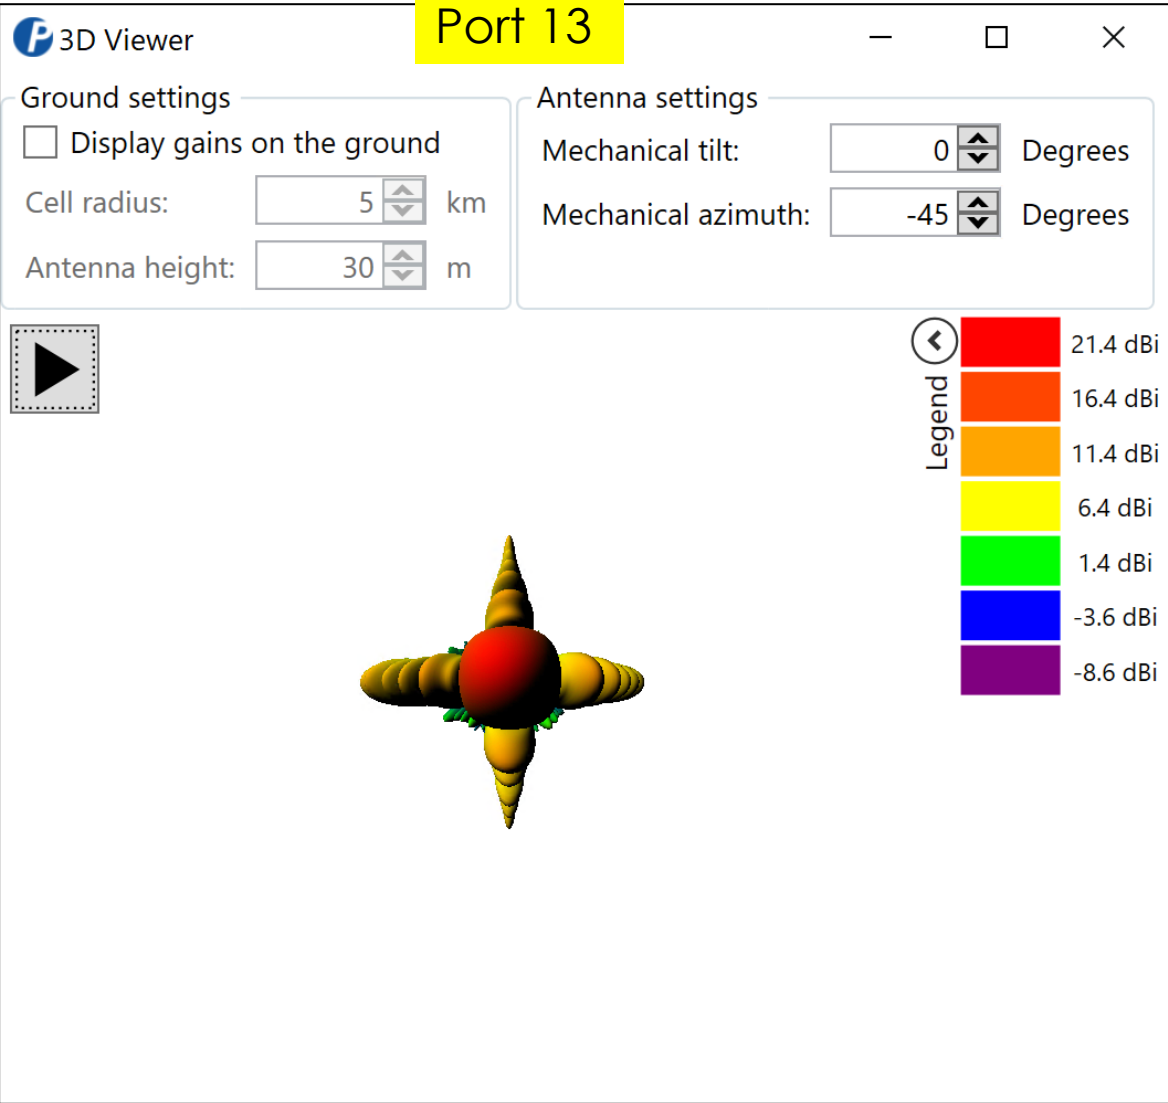 Port 13
3D Viewer
Ground settings
Display gains on the ground
Cell radius: 5 km
Antenna height: 30 m
Antenna settings
Mechanical tilt: 0 Degrees
Mechanical azimuth: -45 Degrees
Legend
21.4 dBi
16.4 dBi
11.4 dBi
6.4 dBi
1.4 dBi
-3.6 dBi
-8.6 dBi